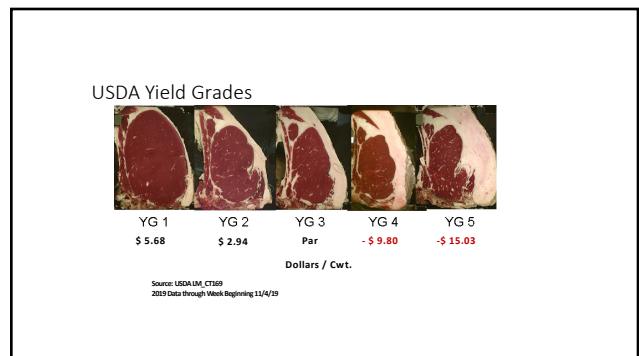 USDA Yield Grades
YG 1 YG 2 YG 3 YG 4 YG 5
$ 5.68 $ 2.94 Par - $ 9.80 -$ 15.03
Dollars / Cwt.
Source: USDA LM_CT169
2019 Data through Week Beginning 11/4/19